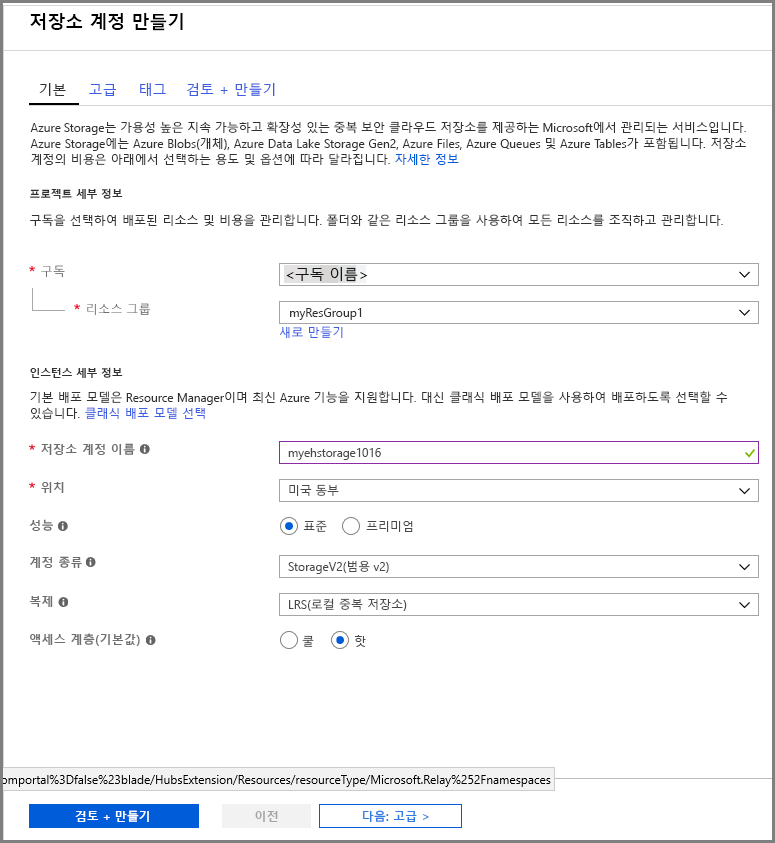 저장소 계정 만들기
기본 고급 태그 검토 + 만들기
Azure Storage는 가용성 높은 지속 가능하고 확장성 있는 중복 보안 클라우드 저장소를 제공하는 Microsoft에서 관리되는 서비스입니다.
Azure Storage에는 Azure Blobs(개체), Azure Data Lake Storage Gen2, Azure Files, Azure Queues 및 Azure Tables가 포함됩니다. 저장소
계정의 비용은 아래에서 선택하는 용도 및 옵션에 따라 달라집니다. 자세한 정보
프로젝트 세부 정보
구독을 선택하여 배포된 리소스 및 비용을 관리합니다. 폴더와 같은 리소스 그룹을 사용하여 모든 리소스를 조직하고 관리합니다.
* 구독 <구독 이름>
* 리소스 그룹 myResGroup1
새로 만들기
인스턴스 세부 정보
기본 배포 모델은 Resource Manager이며 최신 Azure 기능을 지원합니다. 대신 클래식 배포 모델을 사용하여 배포하도록 선택할 수
있습니다. 클래식 배포 모델 선택
* 저장소 계정 이름 myehstorage1016
* 위치 미국 동부
성능 표준 프리미엄
계정 종류 StorageV2(범용 v2)
복제 LRS(로컬 중복 저장소)
액세스 계층(기본값) 쿨 핫
omportal%3Dfalse%23blade/HubsExtension/Resources/resourceType/Microsoft.Relay%252Fnamespaces
검토 + 만들기 이전 다음: 고급 >